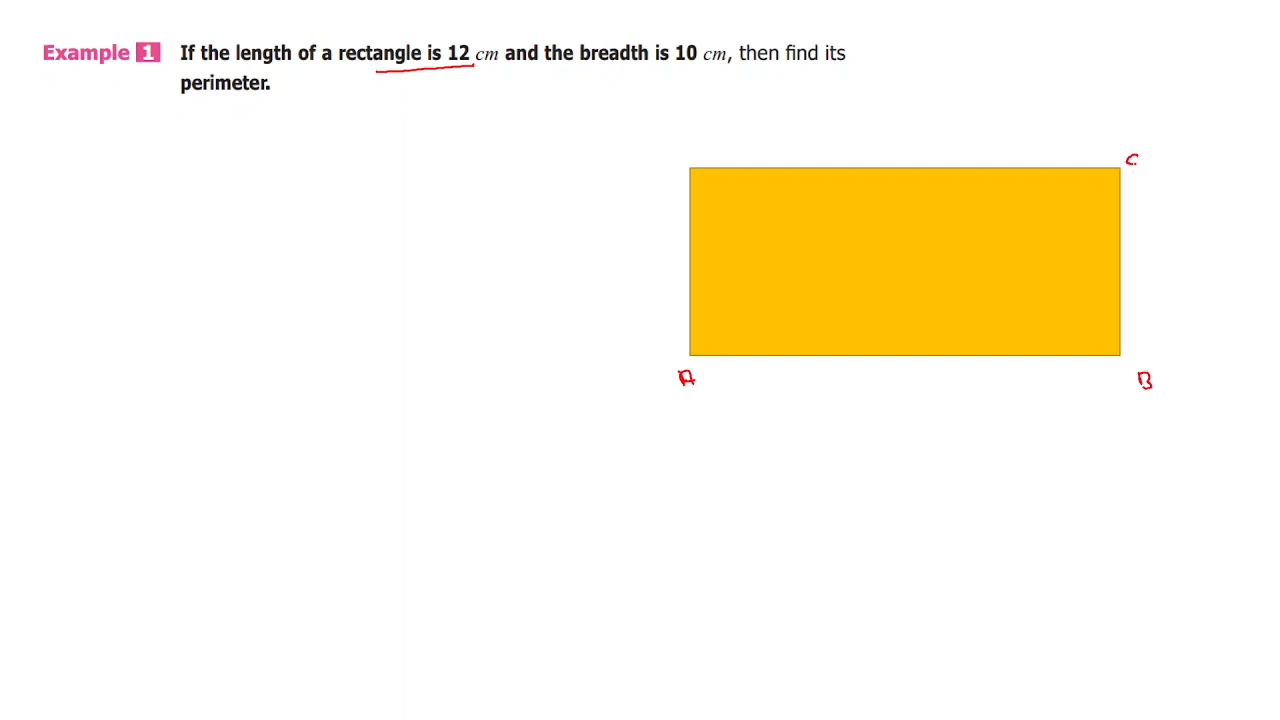 Example 1 If the length of a rectangle is 12 cm and the breadth is 10 cm, then find its
perimeter.
C
A
B